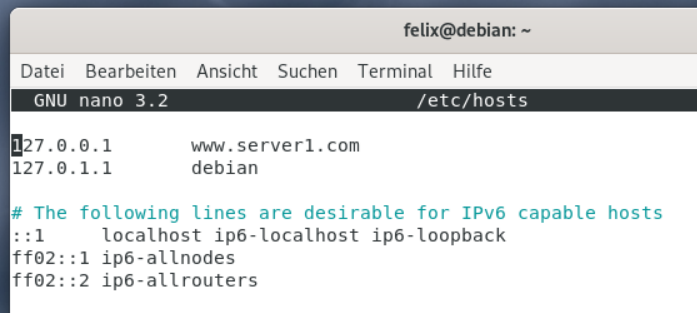 felix@debian: ~
Datei Bearbeiten Ansicht Suchen Terminal Hilfe
GNU nano 3.2 /etc/hosts
127.0.0.1 www.server1.com
127.0.1.1 debian
# The following lines are desirable for IPv6 capable hosts
::1 localhost ip6-localhost ip6-loopback
ff02::1 ip6-allnodes
ff02::2 ip6-allrouters